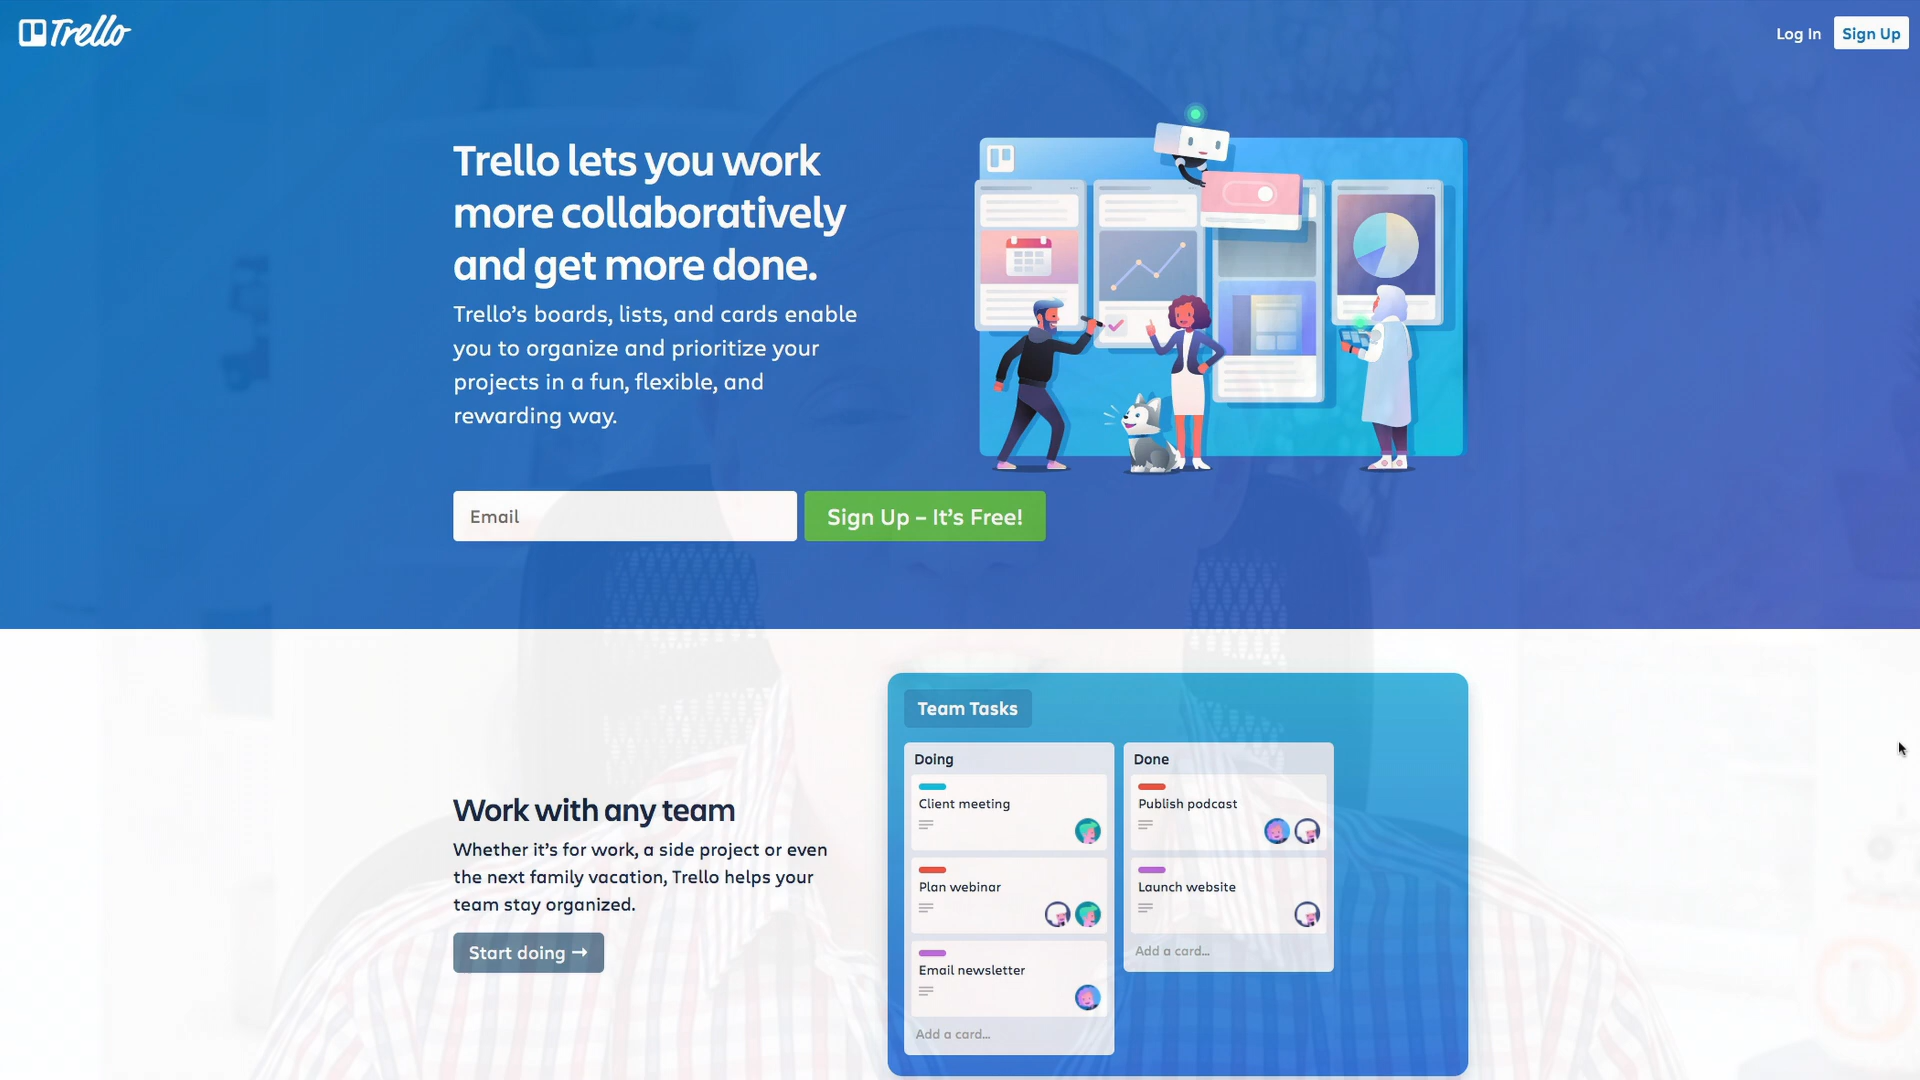 Trello
Log In
Sign Up
Trello lets you work
more collaboratively
and get more done.
Trello’s boards, lists, and cards enable
you to organize and prioritize your
projects in a fun, flexible, and
rewarding way.
Email
Sign Up – It’s Free!
Work with any team
Whether it’s for work, a side project or even
the next family vacation, Trello helps your
team stay organized.
Start doing →
Team Tasks
Doing
Client meeting
Plan webinar
Email newsletter
Add a card...
Done
Publish podcast
Launch website
Add a card...